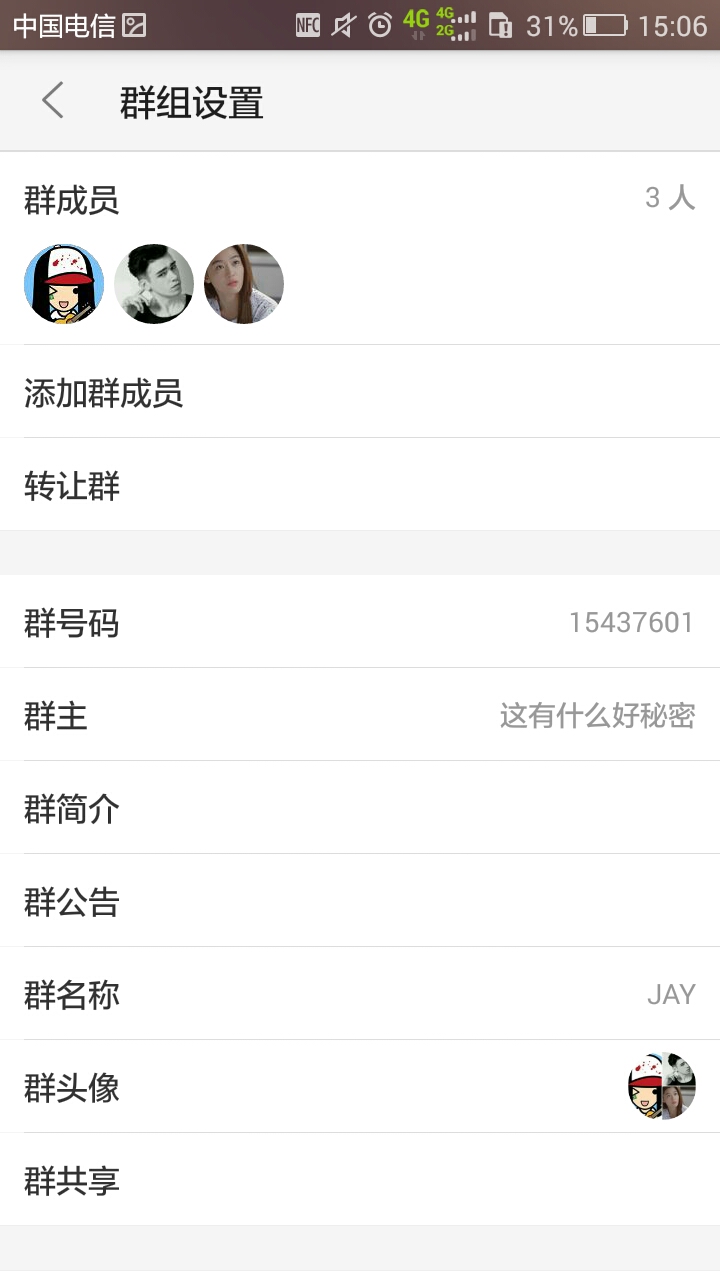 中国电信 NFC 4G 4G 2G 31% 15:06
群组设置
群成员 3 人
添加群成员
转让群
群号码 15437601
群主 这有什么好秘密
群简介
群公告
群名称 JAY
群头像
群共享